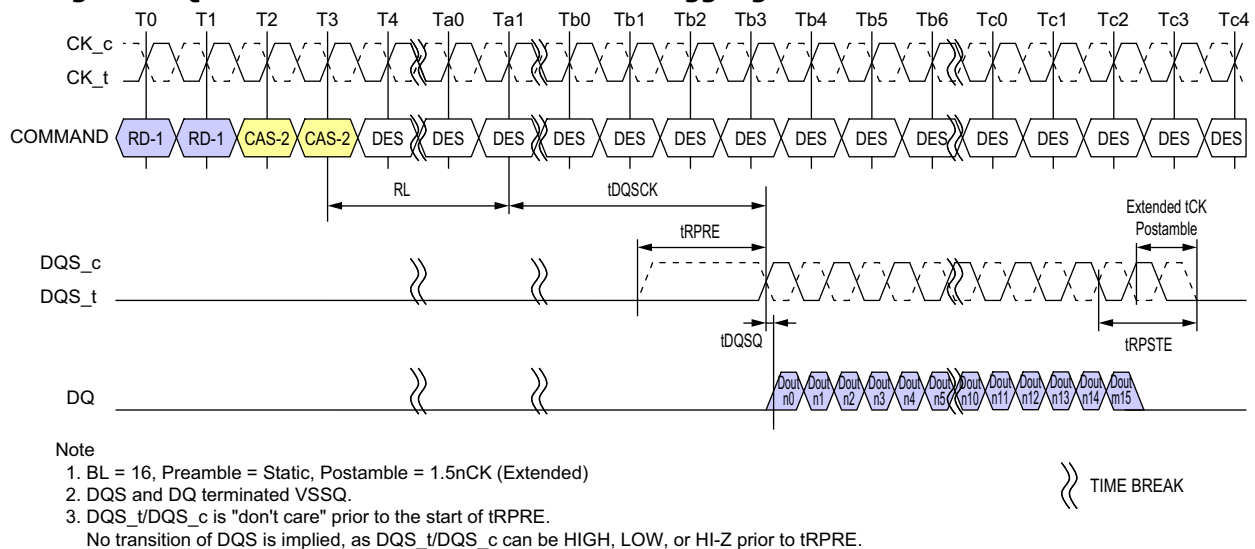 T0 T1 T2 T3 T4 Ta0 Ta1 Tb0 Tb1 Tb2 Tb3 Tb4 Tb5 Tb6 Tc0 Tc1 Tc2 Tc3 Tc4
CK_c
CK_t
COMMAND RD-1 RD-1 CAS-2 CAS-2 DES DES DES DES DES DES DES DES DES DES DES DES DES DES DES
RL tDQSCK
Extended tCK
Postamble
tRPRE
DQS_c
DQS_t
tDQSQ
tRPSTE
DQ
Dout Dout Dout Dout Dout Dout Dout Dout Dout Dout Dout Dout
n0 n1 n2 n3 n4 n5 n10 n11 n12 n13 n14 m15
Note
1. BL = 16, Preamble = Static, Postamble = 1.5nCK (Extended)
2. DQS and DQ terminated VSSQ.
3. DQS_t/DQS_c is "don't care" prior to the start of tRPRE.
No transition of DQS is implied, as DQS_t/DQS_c can be HIGH, LOW, or HI-Z prior to tRPRE.
TIME BREAK